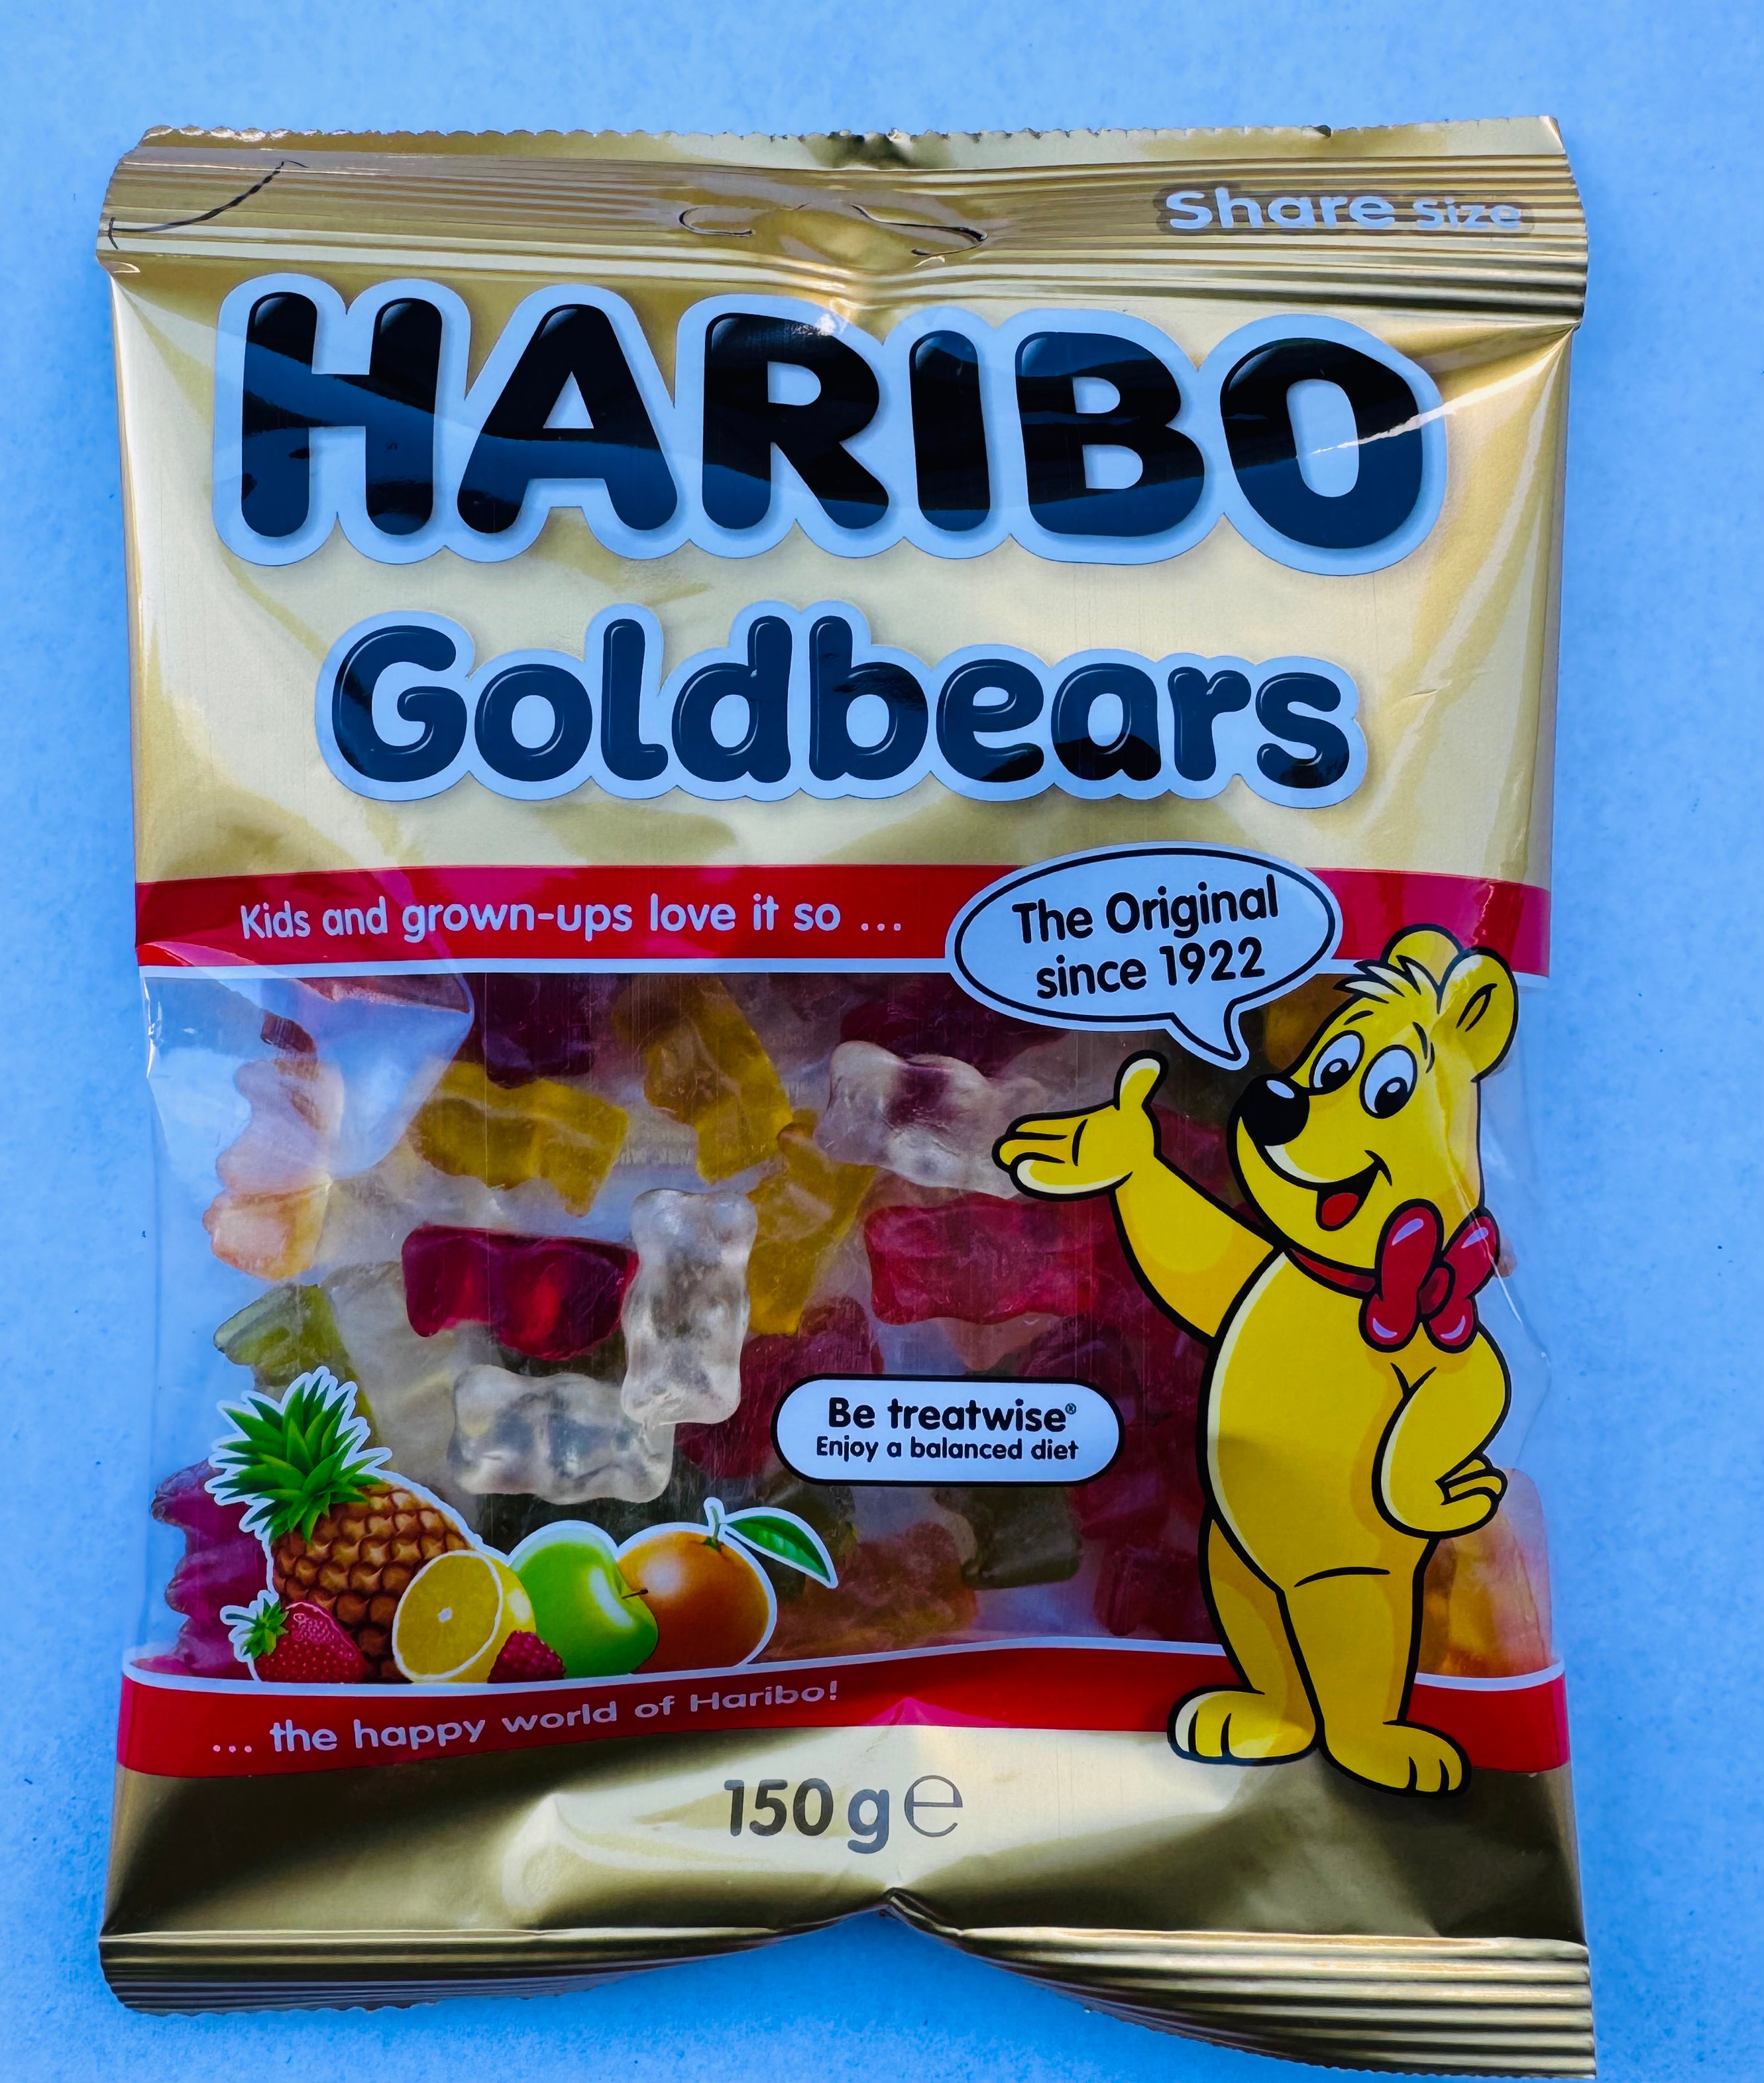 Share Size
HARIBO
Goldbears
Kids and grown-ups love it so ...
The Original
since 1922
Be treatwise®
Enjoy a balanced diet
... the happy world of Haribo!
150 g ℮